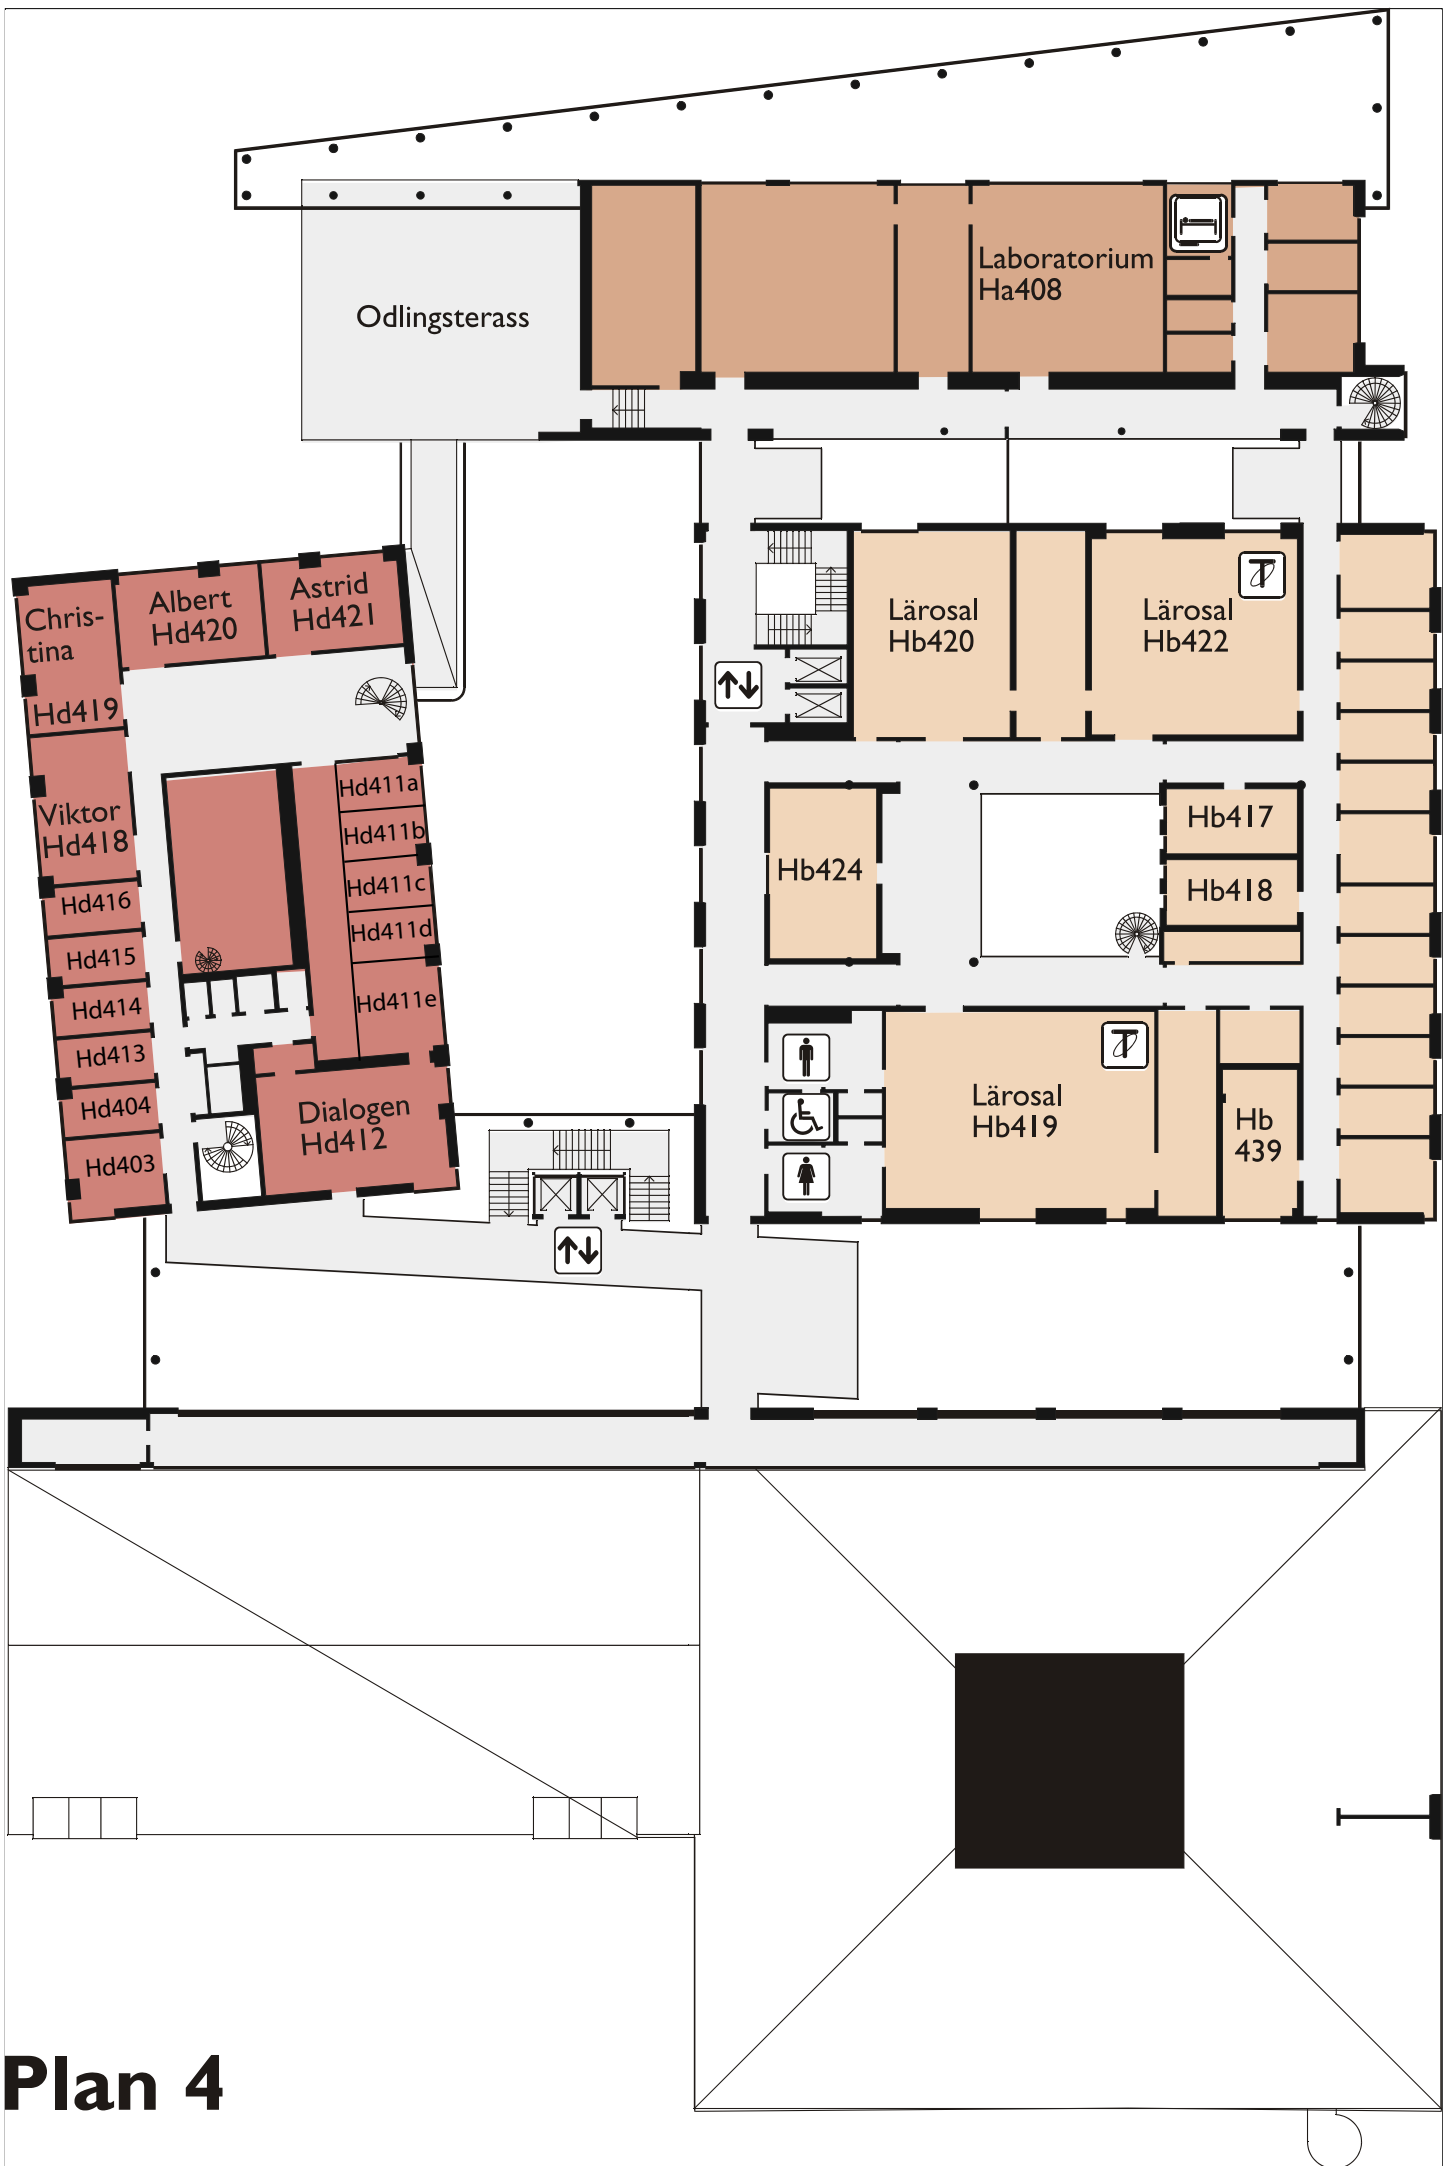 Laboratorium
Ha408
Odlingsterass
Chris-
tina
Hd419
Albert
Hd420
Astrid
Hd421
Lärosal
Hb420
Lärosal
Hb422
Viktor
Hd418
Hd411a
Hd411b
Hd411c
Hd411d
Hd411e
Hb417
Hb418
Hb424
Hd416
Hd415
Hd414
Hd413
Hd404
Hd403
Dialogen
Hd412
Lärosal
Hb419
Hb
439
Plan 4